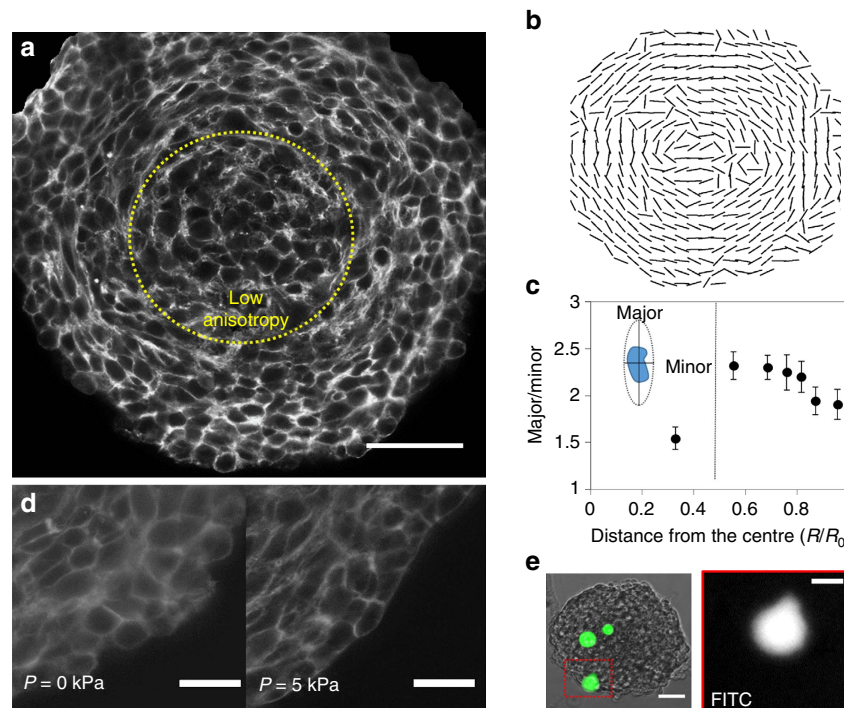 a
Low
anisotropy
b
c
3
2.5
2
1.5
1
Major/minor
Major
Minor
0
0.2
0.4
0.6
0.8
Distance from the centre (R/R0
d
P = 0 kPa
P = 5 kPa
e
FITC